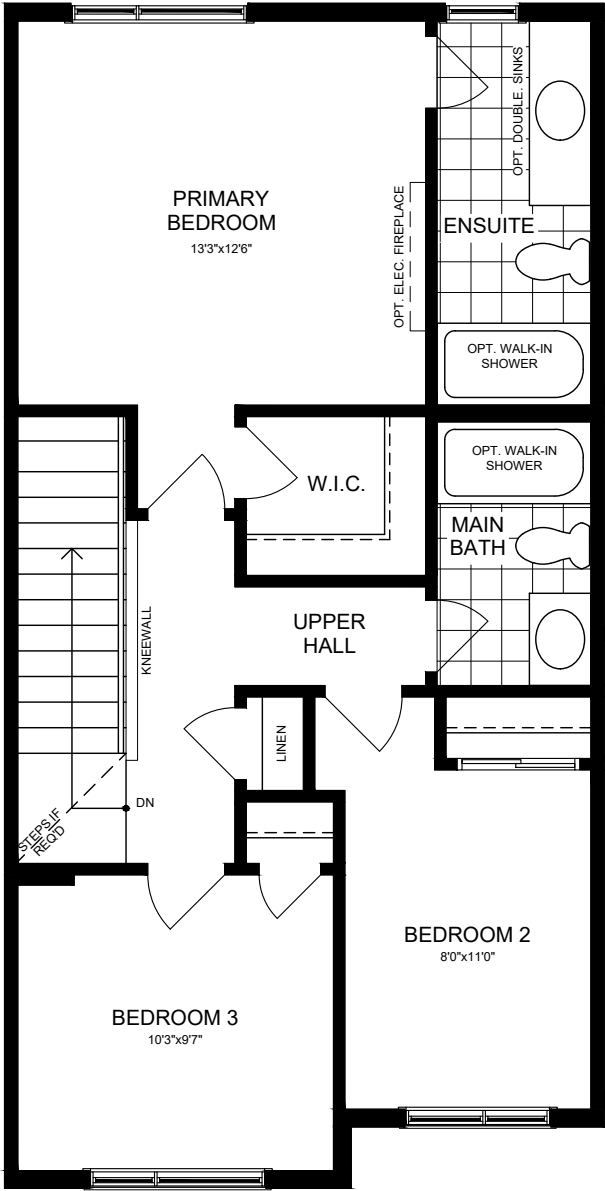 OPT. DOUBLE. SINKS
PRIMARY
BEDROOM
13'3"x12'6"
OPT. ELEC. FIREPLACE
ENSUITE
OPT. WALK-IN
SHOWER
OPT. WALK-IN
SHOWER
W.I.C.
MAIN
BATH
KNEEWALL
UPPER
HALL
LINEN
DN
STEPS IF
REQ'D
BEDROOM 2
8'0"x11'0"
BEDROOM 3
10'3"x9'7"